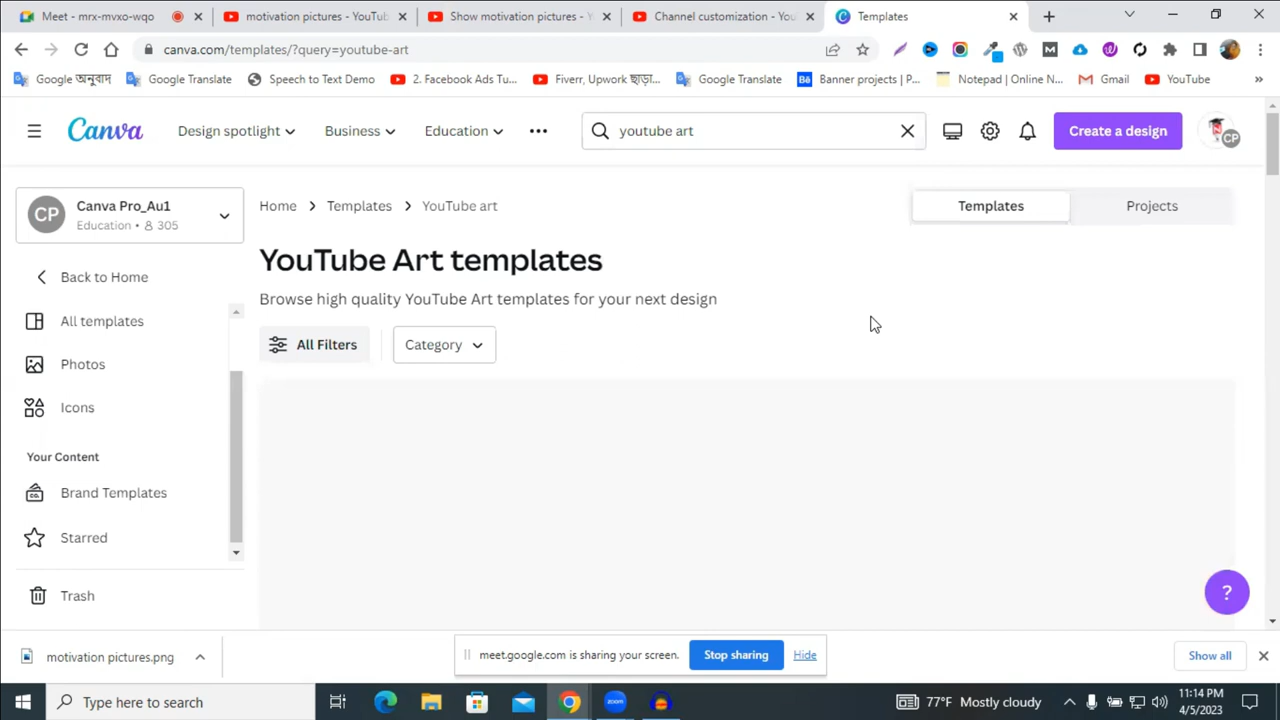 Meet - mrx-mvxo-wqo
motivation pictures - YouTub
Show motivation pictures - Y
Channel customization - You
Templates
canva.com/templates/?query=youtube-art
Google অনুবাদ
Google Translate
Speech to Text Demo
2. Facebook Ads Tu...
Fiverr, Upwork ছাড়া...
Google Translate
Banner projects | P...
Notepad | Online N...
Gmail
YouTube
Canva
Design spotlight
Business
Education
youtube art
Create a design
CP
CP
Canva Pro_Au1
Education • 305
Home > Templates > YouTube art
Templates
Projects
YouTube Art templates
Browse high quality YouTube Art templates for your next design
Back to Home
All templates
Photos
Icons
Your Content
Brand Templates
Starred
Trash
All Filters
Category
?
motivation pictures.png
meet.google.com is sharing your screen.
Stop sharing
Hide
Show all
Type here to search
zoom
77°F Mostly cloudy
11:14 PM
4/5/2023